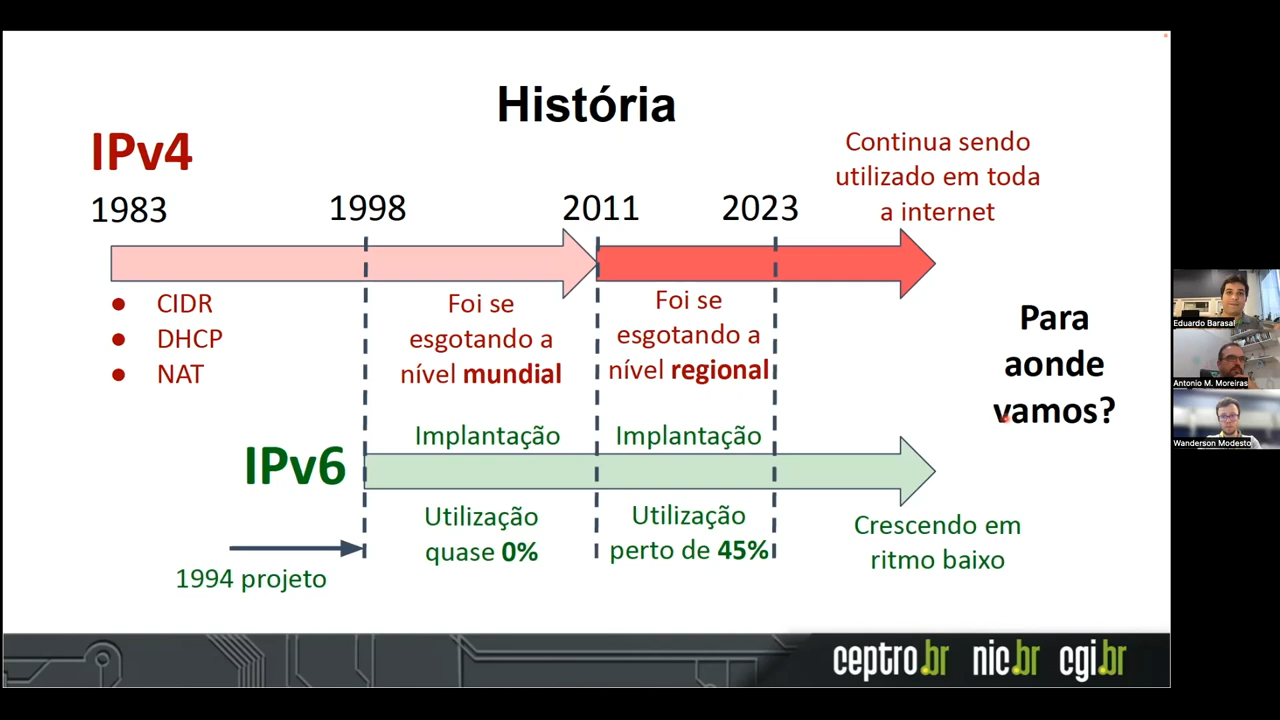 História
IPv4
Continua sendo
utilizado em toda
a internet
1983
1998
2011
2023
● CIDR
● DHCP
● NAT
Foi se
esgotando a
nível mundial
Foi se
esgotando a
nível regional
Para
aonde
vamos?
IPv6
Implantação
Implantação
Utilização
quase 0%
Utilização
perto de 45%
Crescendo em
ritmo baixo
1994 projeto
ceptro.br nic.br cgi.br
Eduardo Barasal
Antonio M. Moreiras
Wanderson Modesto